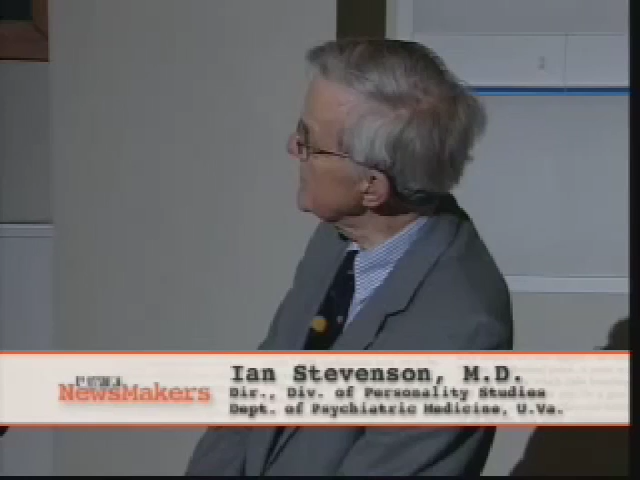 Ian Stevenson, M.D.
NewsMakers
Dir., Div. of Personality Studies
Dept. of Psychiatric Medicine, U.Va.